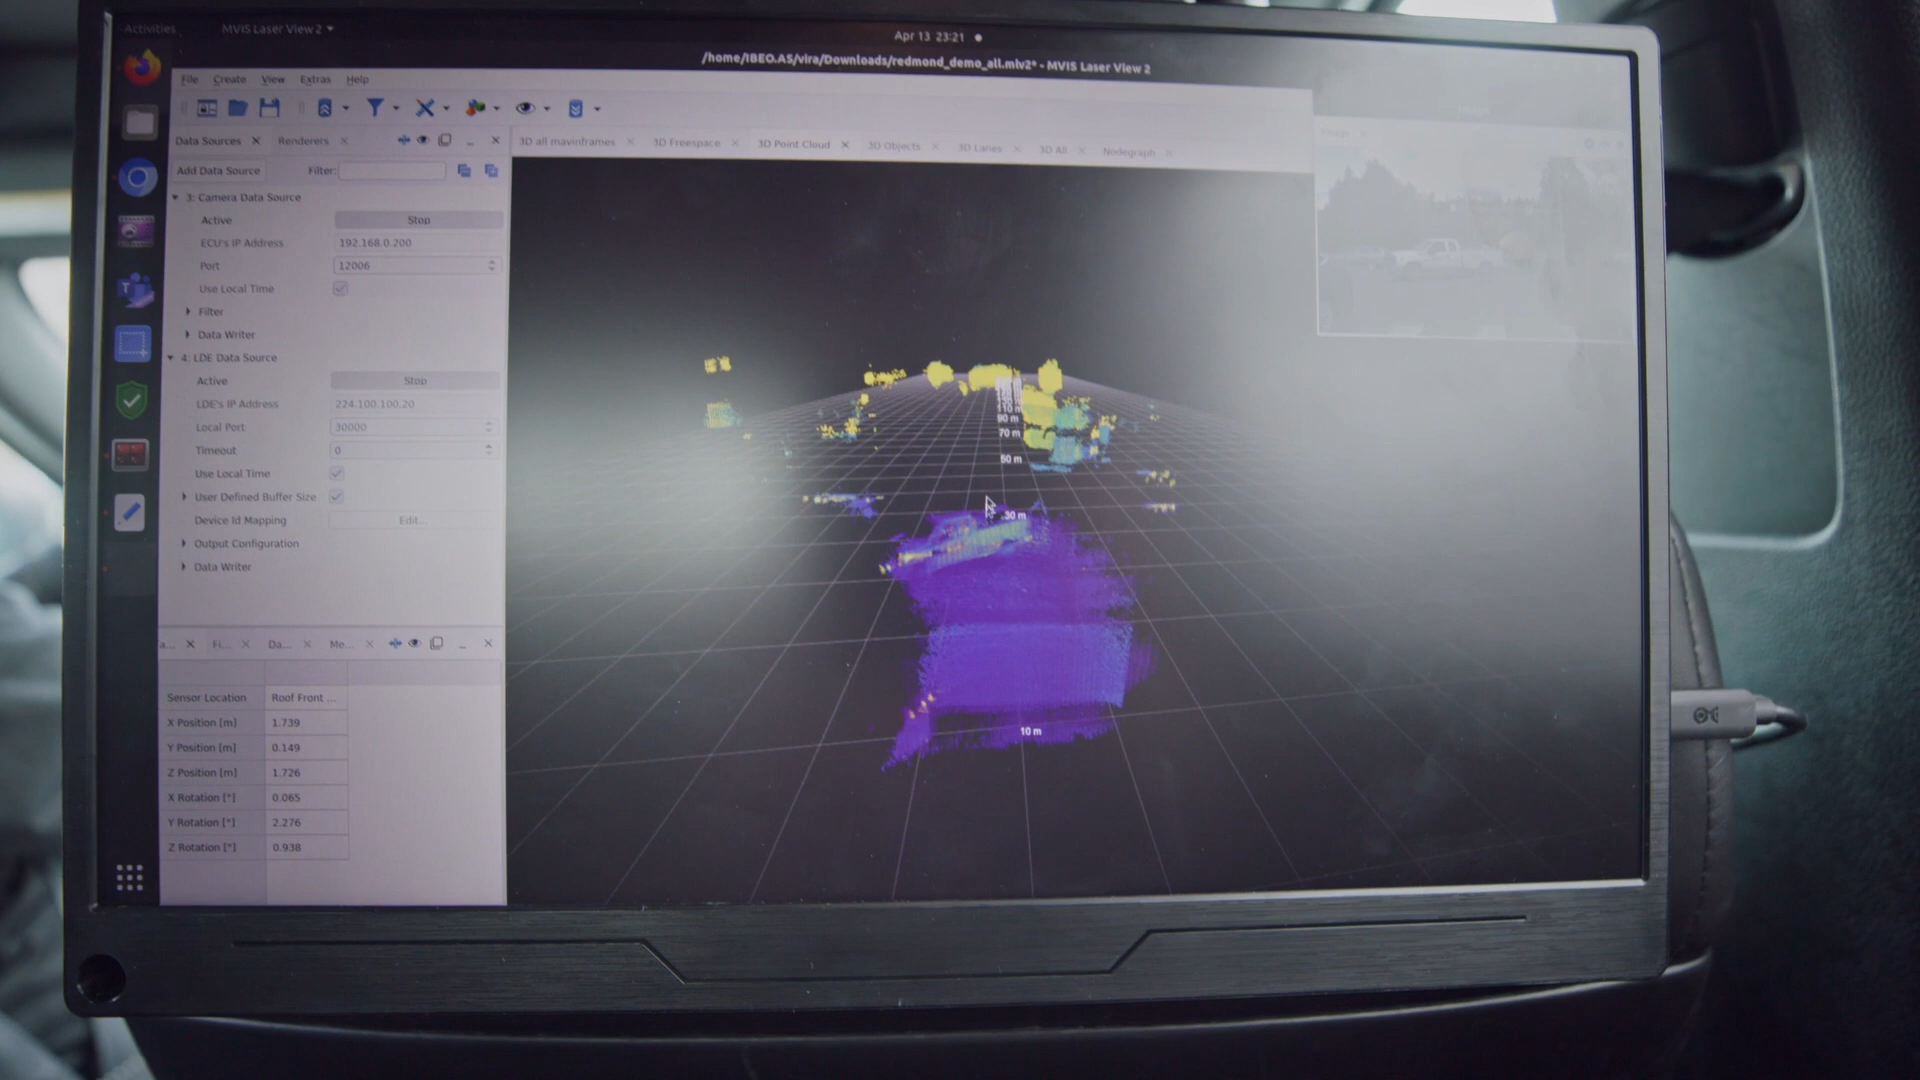 Activities MVIS Laser View 2
Apr 13 23:21
/home/IBEO.AS/vira/Downloads/redmond_demo_all.mlv2* - MVIS Laser View 2
File Create View Extras Help
Data Sources Renderers
3D all mavinframes 3D Freespace 3D Point Cloud 3D Objects 3D Lanes 3D All Nodegraph
Add Data Source Filter:
3: Camera Data Source
Active Stop
ECU's IP Address 192.168.0.200
Port 12006
Use Local Time
Filter
Data Writer
4: LDE Data Source
Active Stop
LDE's IP Address 224.100.100.20
Local Port 30000
Timeout 0
Use Local Time
User Defined Buffer Size
Device Id Mapping Edit...
Output Configuration
Data Writer
a... Fi... Da... Me...
Sensor Location Roof Front ...
X Position [m] 1.739
Y Position [m] 0.149
Z Position [m] 1.726
X Rotation [°] 0.065
Y Rotation [°] 2.276
Z Rotation [°] 0.938
110 m
90 m
70 m
50 m
30 m
10 m